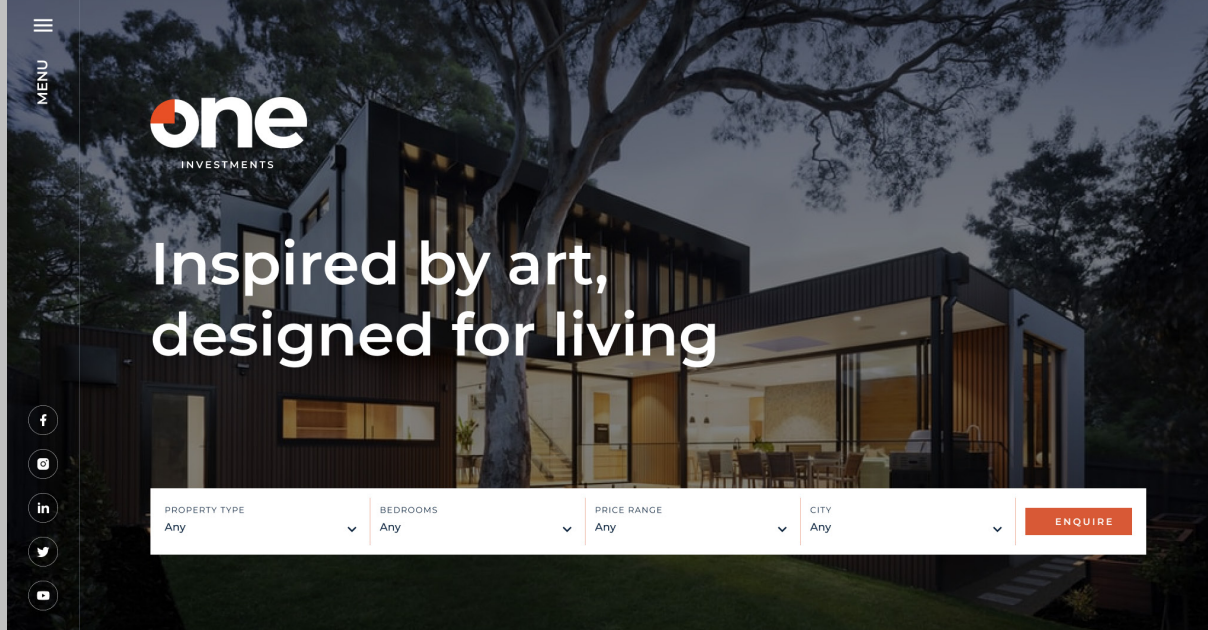 MENU
one
INVESTMENTS
Inspired by art,
designed for living
PROPERTY TYPE
Any
BEDROOMS
Any
PRICE RANGE
Any
CITY
Any
ENQUIRE